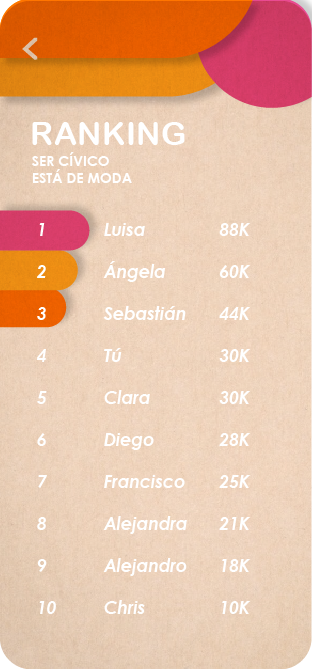 RANKING
SER CÍVICO
ESTÁ DE MODA
1 Luisa 88K
2 Ángela 60K
3 Sebastián 44K
4 Tú 30K
5 Clara 30K
6 Diego 28K
7 Francisco 25K
8 Alejandra 21K
9 Alejandro 18K
10 Chris 10K